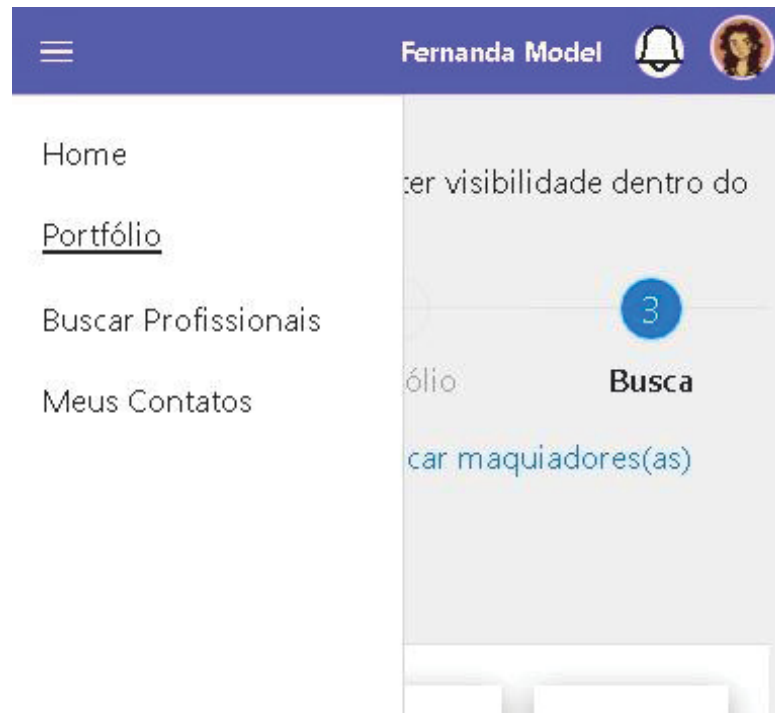 Fernanda Model
Home
ter visibilidade dentro do
Portfólio
3
Buscar Profissionais
ólio
Busca
Meus Contatos
car maquiadores(as)